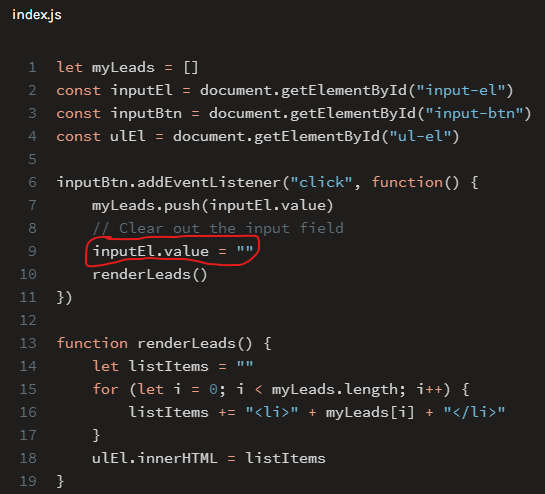 index.js
1 let myLeads = []
2 const inputEl = document.getElementById("input-el")
3 const inputBtn = document.getElementById("input-btn")
4 const ulEl = document.getElementById("ul-el")
5
6 inputBtn.addEventListener("click", function() {
7     myLeads.push(inputEl.value)
8     // Clear out the input field
9     inputEl.value = ""
10     renderLeads()
11 })
12
13 function renderLeads() {
14     let listItems = ""
15     for (let i = 0; i < myLeads.length; i++) {
16         listItems += "<li>" + myLeads[i] + "</li>"
17     }
18     ulEl.innerHTML = listItems
19 }